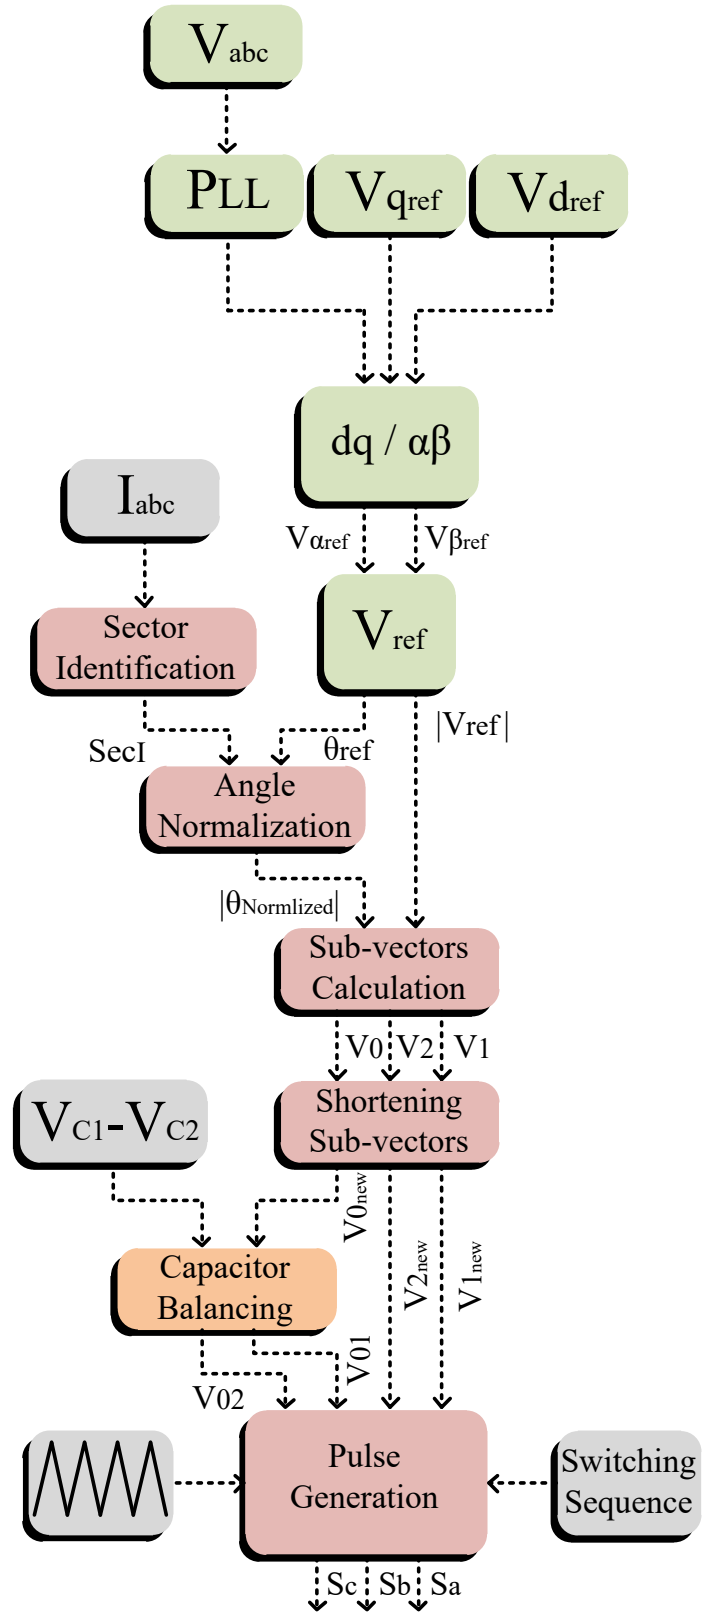 Vabc
PLL
Vqref
Vdref
dq / αβ
Iabc
Vαref
Vβref
Sector
Identification
Vref
|Vref|
SecI
θref
Angle
Normalization
|θNormlized|
Sub-vectors
Calculation
V0
V2
V1
VC1-VC2
Shortening
Sub-vectors
V0new
V2new
V1new
Capacitor
Balancing
V01
V02
Pulse
Generation
Switching
Sequence
Sc
Sb
Sa